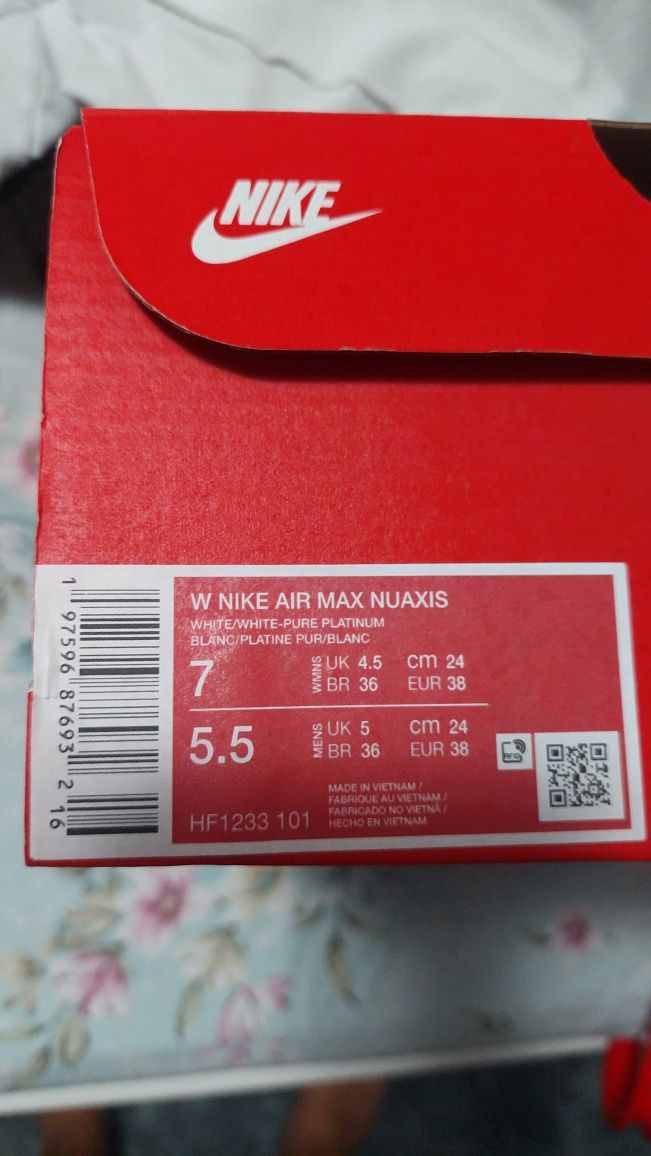 NIKE
W NIKE AIR MAX NUAXIS
WHITE/WHITE-PURE PLATINUM
BLANC/PLATINE PUR/BLANC
7 WMNS UK 4.5 cm 24
BR 36 EUR 38
5.5 MENS UK 5 cm 24
BR 36 EUR 38
RFID
MADE IN VIETNAM /
FABRIQUE AU VIETNAM /
FABRICADO NO VIETNÃ /
HECHO EN VIETNAM
HF1233 101
1 97596 87693 2 16